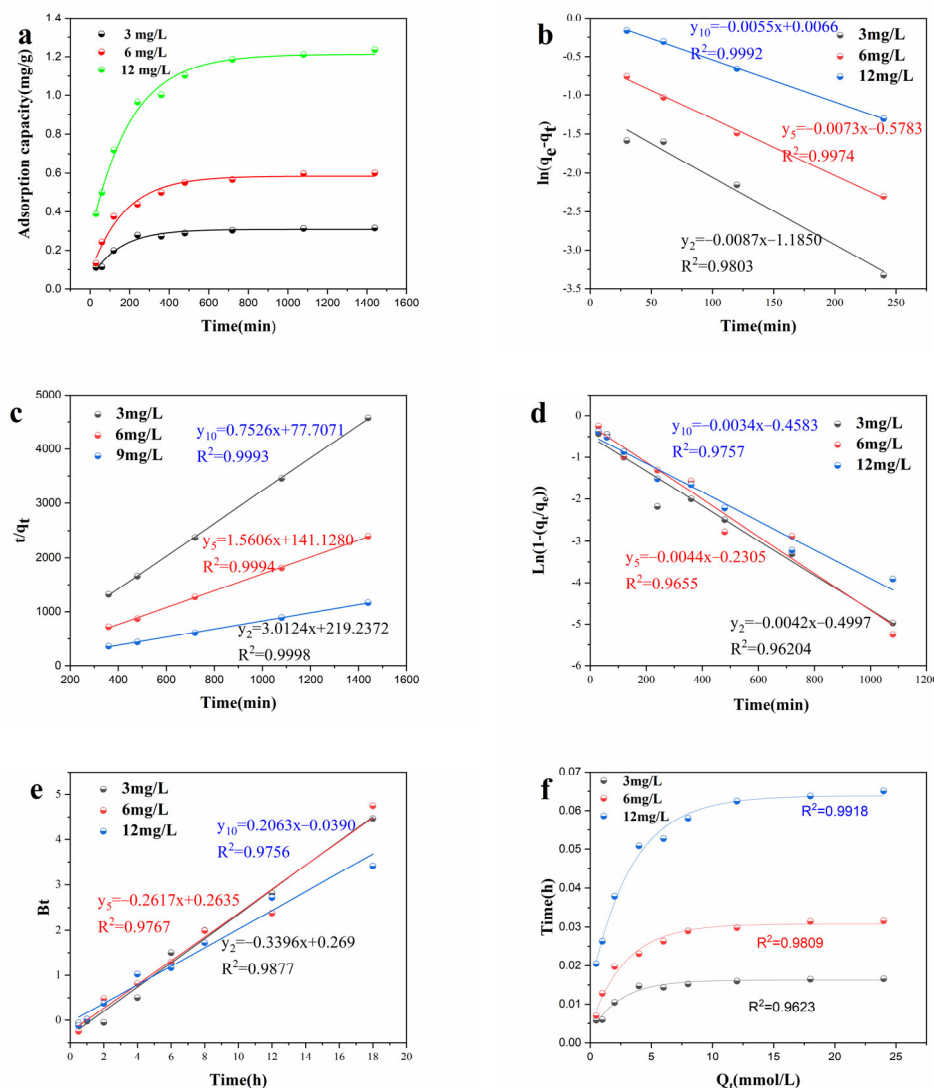 a
3 mg/L
6 mg/L
12 mg/L
Adsorption capacity(mg/g)
1.4
1.2
1.0
0.8
0.6
0.4
0.2
0.0
0 200 400 600 800 1000 1200 1400 1600
Time(min)
b
y10=−0.0055x+0.0066
R2=0.9992
3mg/L
6mg/L
12mg/L
y5=−0.0073x−0.5783
R2=0.9974
y2=−0.0087x−1.1850
R2=0.9803
ln(qe-qt)
0.0
-0.5
-1.0
-1.5
-2.0
-2.5
-3.0
-3.5
0 50 100 150 200 250
Time(min)
c
3mg/L
6mg/L
9mg/L
y10=0.7526x+77.7071
R2=0.9993
y5=1.5606x+141.1280
R2=0.9994
y2=3.0124x+219.2372
R2=0.9998
t/qt
5000
4000
3000
2000
1000
0
200 400 600 800 1000 1200 1400 1600
Time(min)
d
y10=−0.0034x−0.4583
R2=0.9757
3mg/L
6mg/L
12mg/L
y5=−0.0044x−0.2305
R2=0.9655
y2=−0.0042x−0.4997
R2=0.96204
Ln(1-(qt/qe))
0
-1
-2
-3
-4
-5
-6
0 200 400 600 800 1000 1200
Time(min)
e
3mg/L
6mg/L
12mg/L
y10=0.2063x−0.0390
R2=0.9756
y5=−0.2617x+0.2635
R2=0.9767
y2=−0.3396x+0.269
R2=0.9877
Bt
5
4
3
2
1
0
0 2 4 6 8 10 12 14 16 18 20
Time(h)
f
3mg/L
6mg/L
12mg/L
R2=0.9918
R2=0.9809
R2=0.9623
Time(h)
0.07
0.06
0.05
0.04
0.03
0.02
0.01
0.00
0 5 10 15 20 25
Qt(mmol/L)